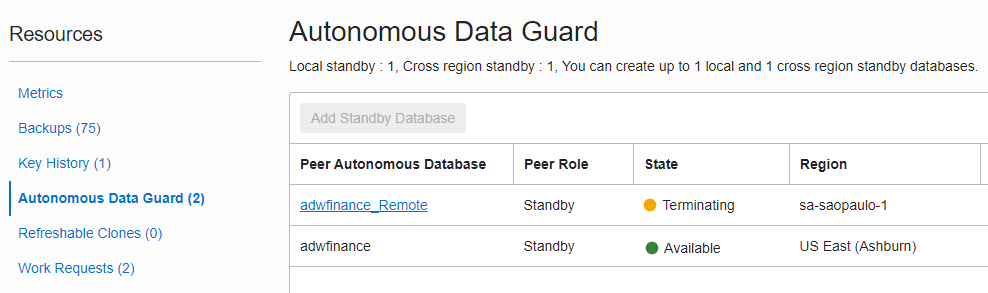 Resources
Metrics
Backups (75)
Key History (1)
Autonomous Data Guard (2)
Refreshable Clones (0)
Work Requests (2)
Autonomous Data Guard
Local standby : 1, Cross region standby : 1, You can create up to 1 local and 1 cross region standby databases.
Add Standby Database
Peer Autonomous Database Peer Role State Region
adwfinance_Remote Standby Terminating sa-saopaulo-1
adwfinance Standby Available US East (Ashburn)